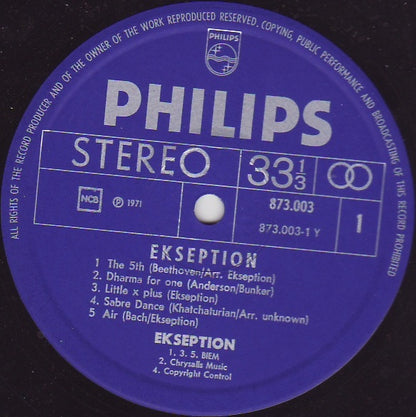 ALL RIGHTS OF THE RECORD PRODUCER AND OF THE OWNER OF THE WORK REPRODUCED RESERVED. COPYING, PUBLIC PERFORMANCE AND BROADCASTING OF THIS RECORD PROHIBITED
PHILIPS
PHILIPS
STEREO 33 1/3
NCB ℗ 1971 873.003
873.003-1 Y 1
EKSEPTION
1 The 5th (Beethoven/Arr. Ekseption)
2. Dharma for one (Anderson/Bunker)
3. Little x plus (Ekseption)
4. Sabre Dance (Khatchaturian/Arr. unknown)
5 Air (Bach/Ekseption)
EKSEPTION
1. 3. 5. BIEM
2. Chrysalis Music
4. Copyright Control